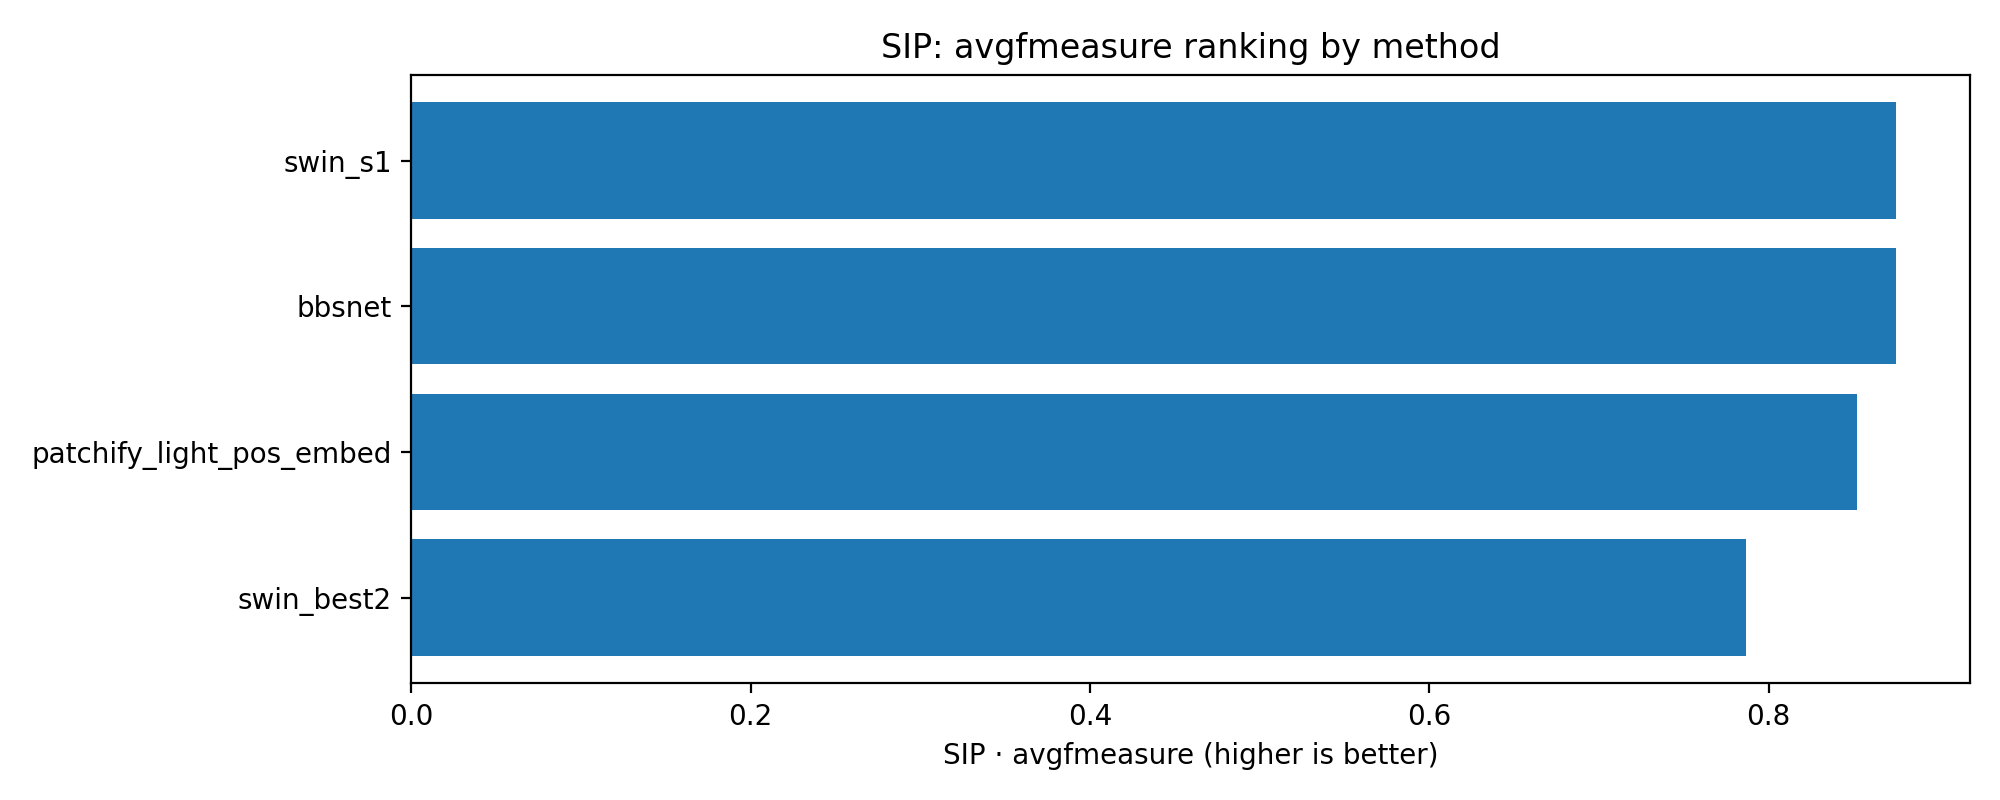 SIP: avgfmeasure ranking by method
swin_s1
bbsnet
patchify_light_pos_embed
swin_best2
0.0 0.2 0.4 0.6 0.8
SIP · avgfmeasure (higher is better)